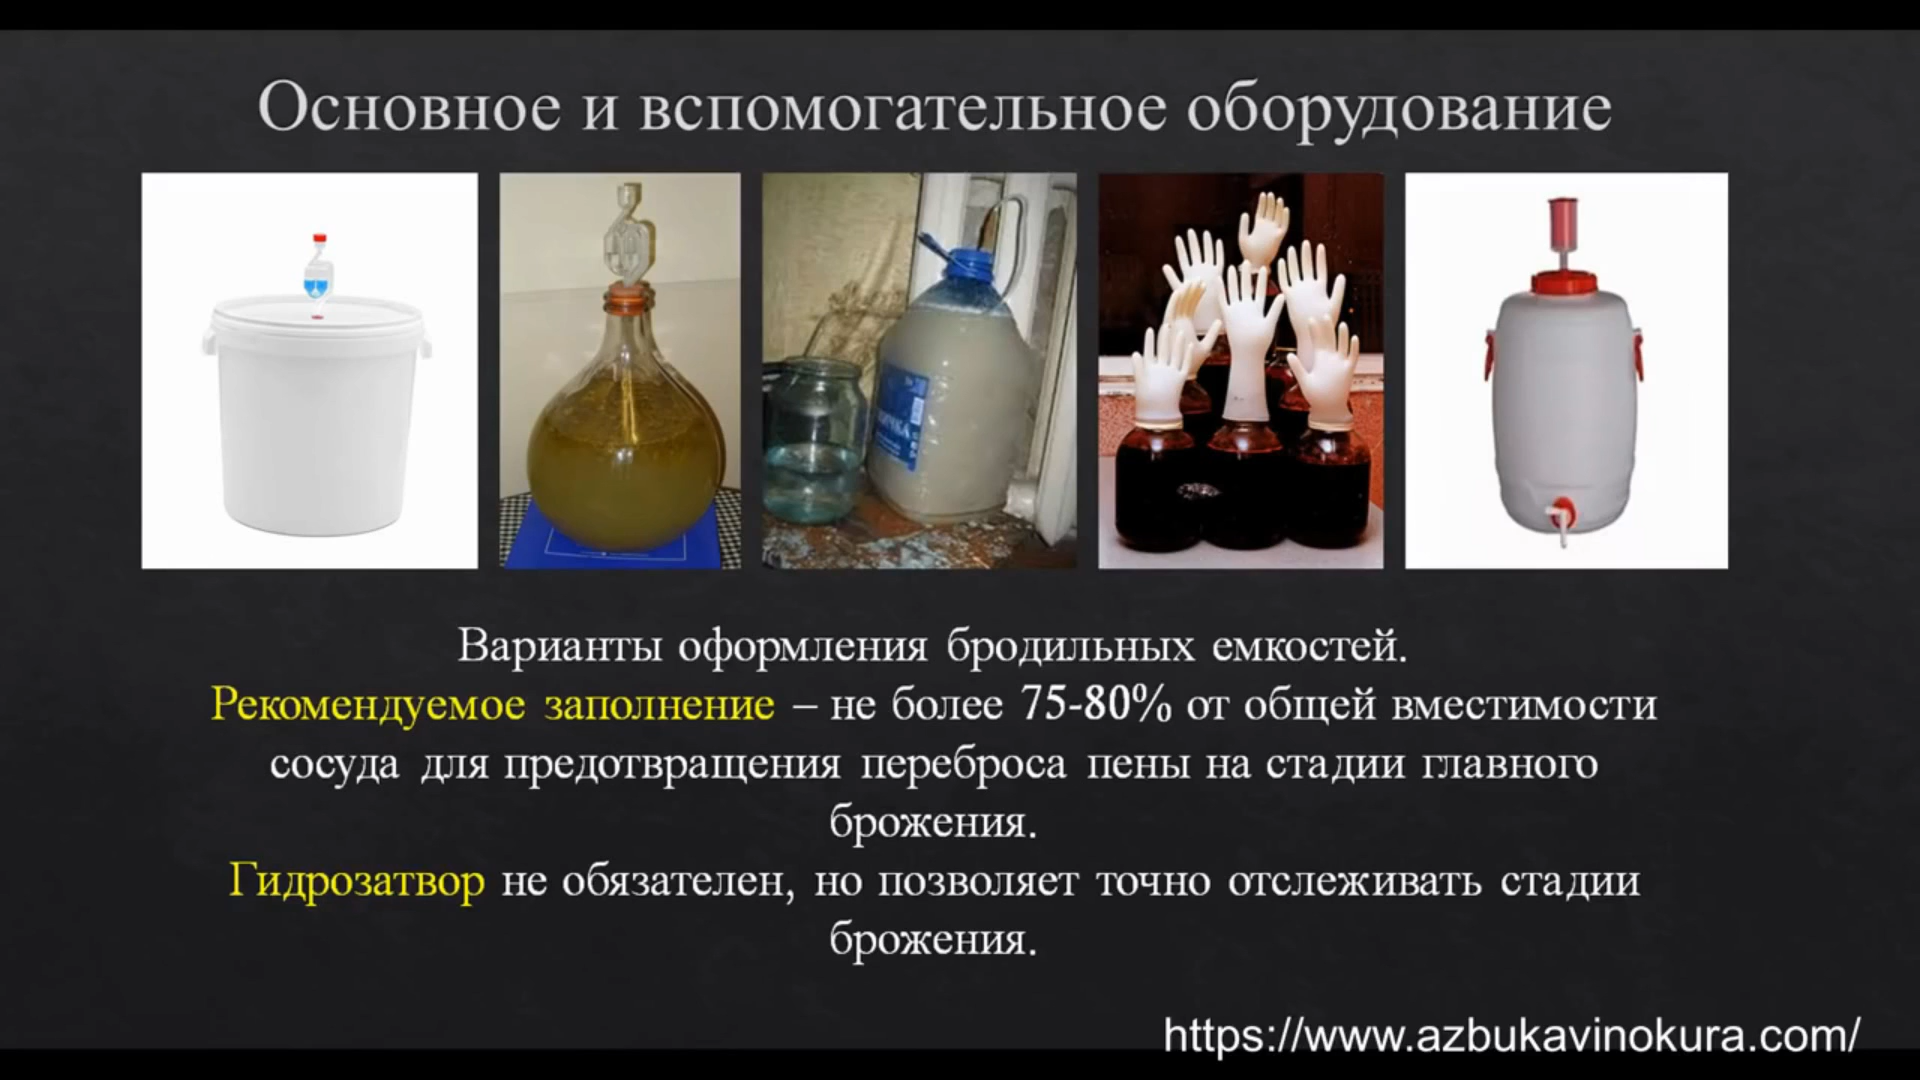 Основное и вспомогательное оборудование
Варианты оформления бродильных емкостей.
Рекомендуемое заполнение – не более 75-80% от общей вместимости
сосуда для предотвращения переброса пены на стадии главного
брожения.
Гидрозатвор не обязателен, но позволяет точно отслеживать стадии
брожения.
https://www.azbukavinokura.com/